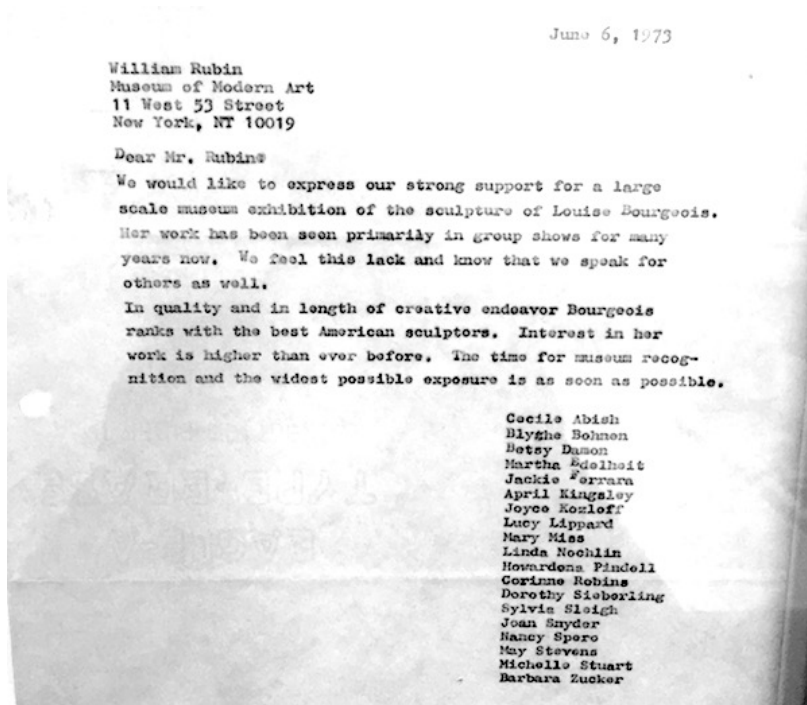 June 6, 1973
William Rubin
Museum of Modern Art
11 West 53 Street
New York, NT 10019
Dear Mr. Rubin:
We would like to express our strong support for a large
scale museum exhibition of the sculpture of Louise Bourgeois.
Her work has been seen primarily in group shows for many
years now. We feel this lack and know that we speak for
others as well.
In quality and in length of creative endeavor Bourgeois
ranks with the best American sculptors. Interest in her
work is higher than ever before. The time for museum recog-
nition and the widest possible exposure is as soon as possible.
Cecile Abish
Blythe Bohnen
Betsy Damon
Martha Edelheit
Jackie Ferrara
April Kingsley
Joyce Kozloff
Lucy Lippard
Mary Miss
Linda Nochlin
Howardena Pindell
Corinne Robins
Dorothy Sieberling
Sylvia Sleigh
Joan Snyder
Nancy Spero
May Stevens
Michelle Stuart
Barbara Zucker